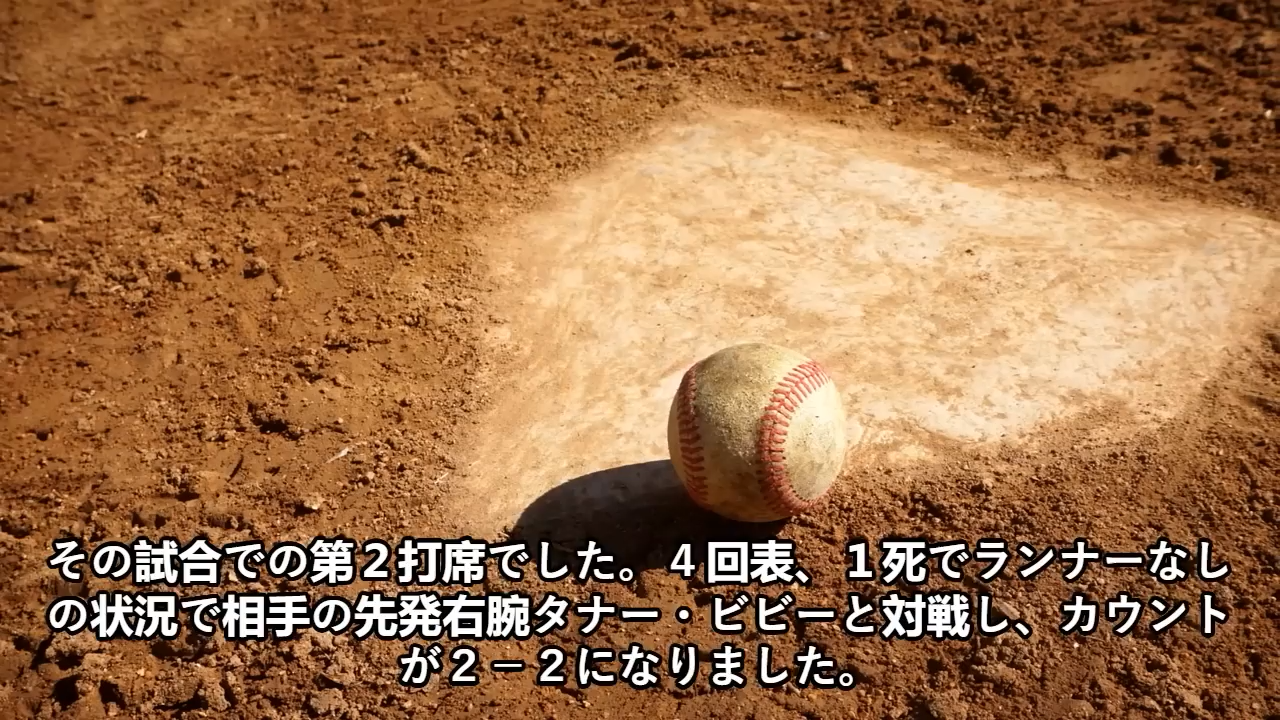 その試合での第２打席でした。４回表、１死でランナーなし
の状況で相手の先発右腕タナー・ビビーと対戦し、カウント
が２－２になりました。